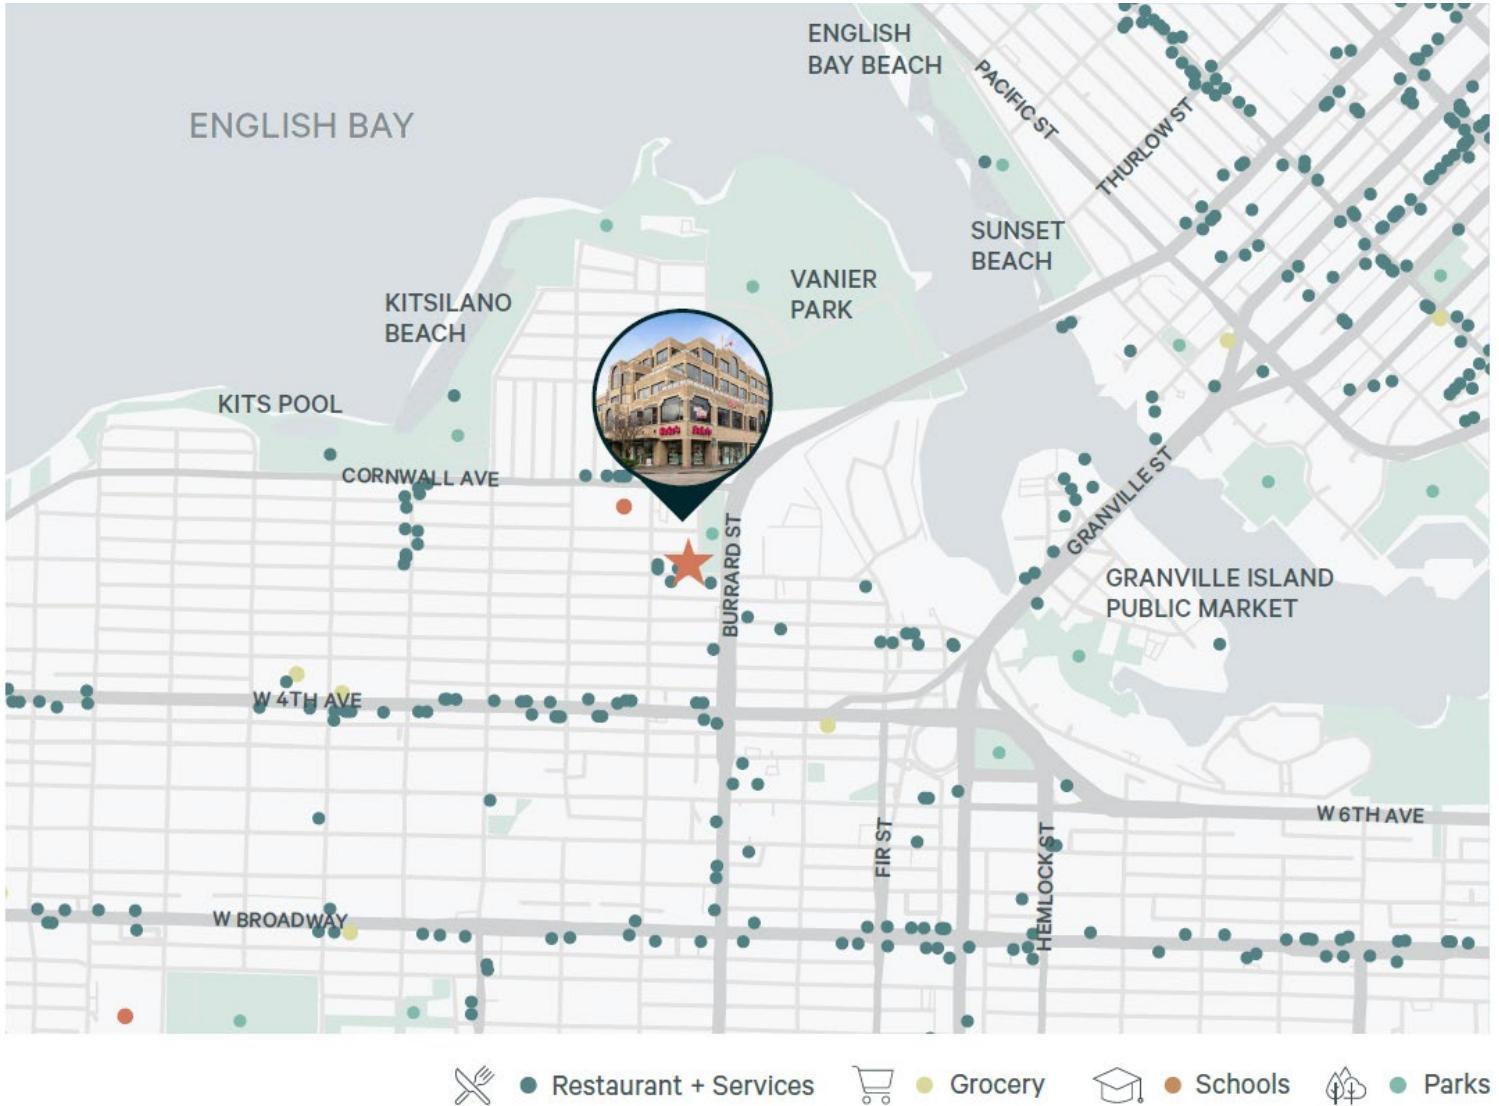 ENGLISH
BAY BEACH
PACIFIC ST
THURLOW ST
ENGLISH BAY
SUNSET
BEACH
VANIER
PARK
KITSILANO
BEACH
KITS POOL
CORNWALL AVE
BURRARD ST
GRANVILLE ST
GRANVILLE ISLAND
PUBLIC MARKET
W 4TH AVE
W 6TH AVE
FIR ST
HEMLOCK ST
W BROADWAY
Restaurant + Services
Grocery
Schools
Parks